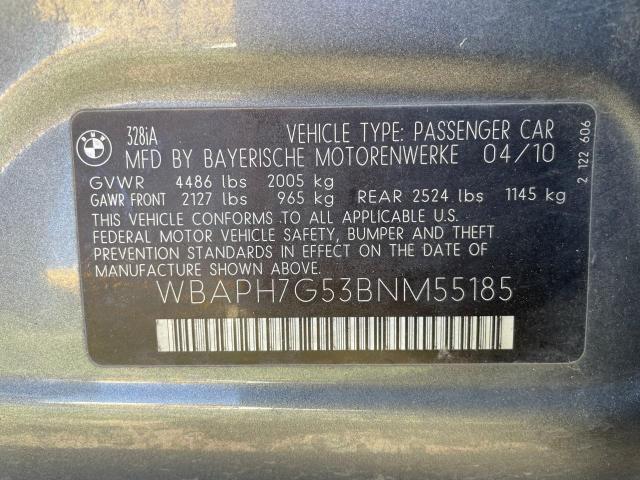 BMW
328iA
VEHICLE TYPE: PASSENGER CAR
MFD BY BAYERISCHE MOTORENWERKE 04/10
GVWR 4486 lbs 2005 kg
GAWR FRONT 2127 lbs 965 kg REAR 2524 lbs 1145 kg
THIS VEHICLE CONFORMS TO ALL APPLICABLE U.S.
FEDERAL MOTOR VEHICLE SAFETY, BUMPER AND THEFT
PREVENTION STANDARDS IN EFFECT ON THE DATE OF
MANUFACTURE SHOWN ABOVE.
WBAPH7G53BNM55185
2 122 606